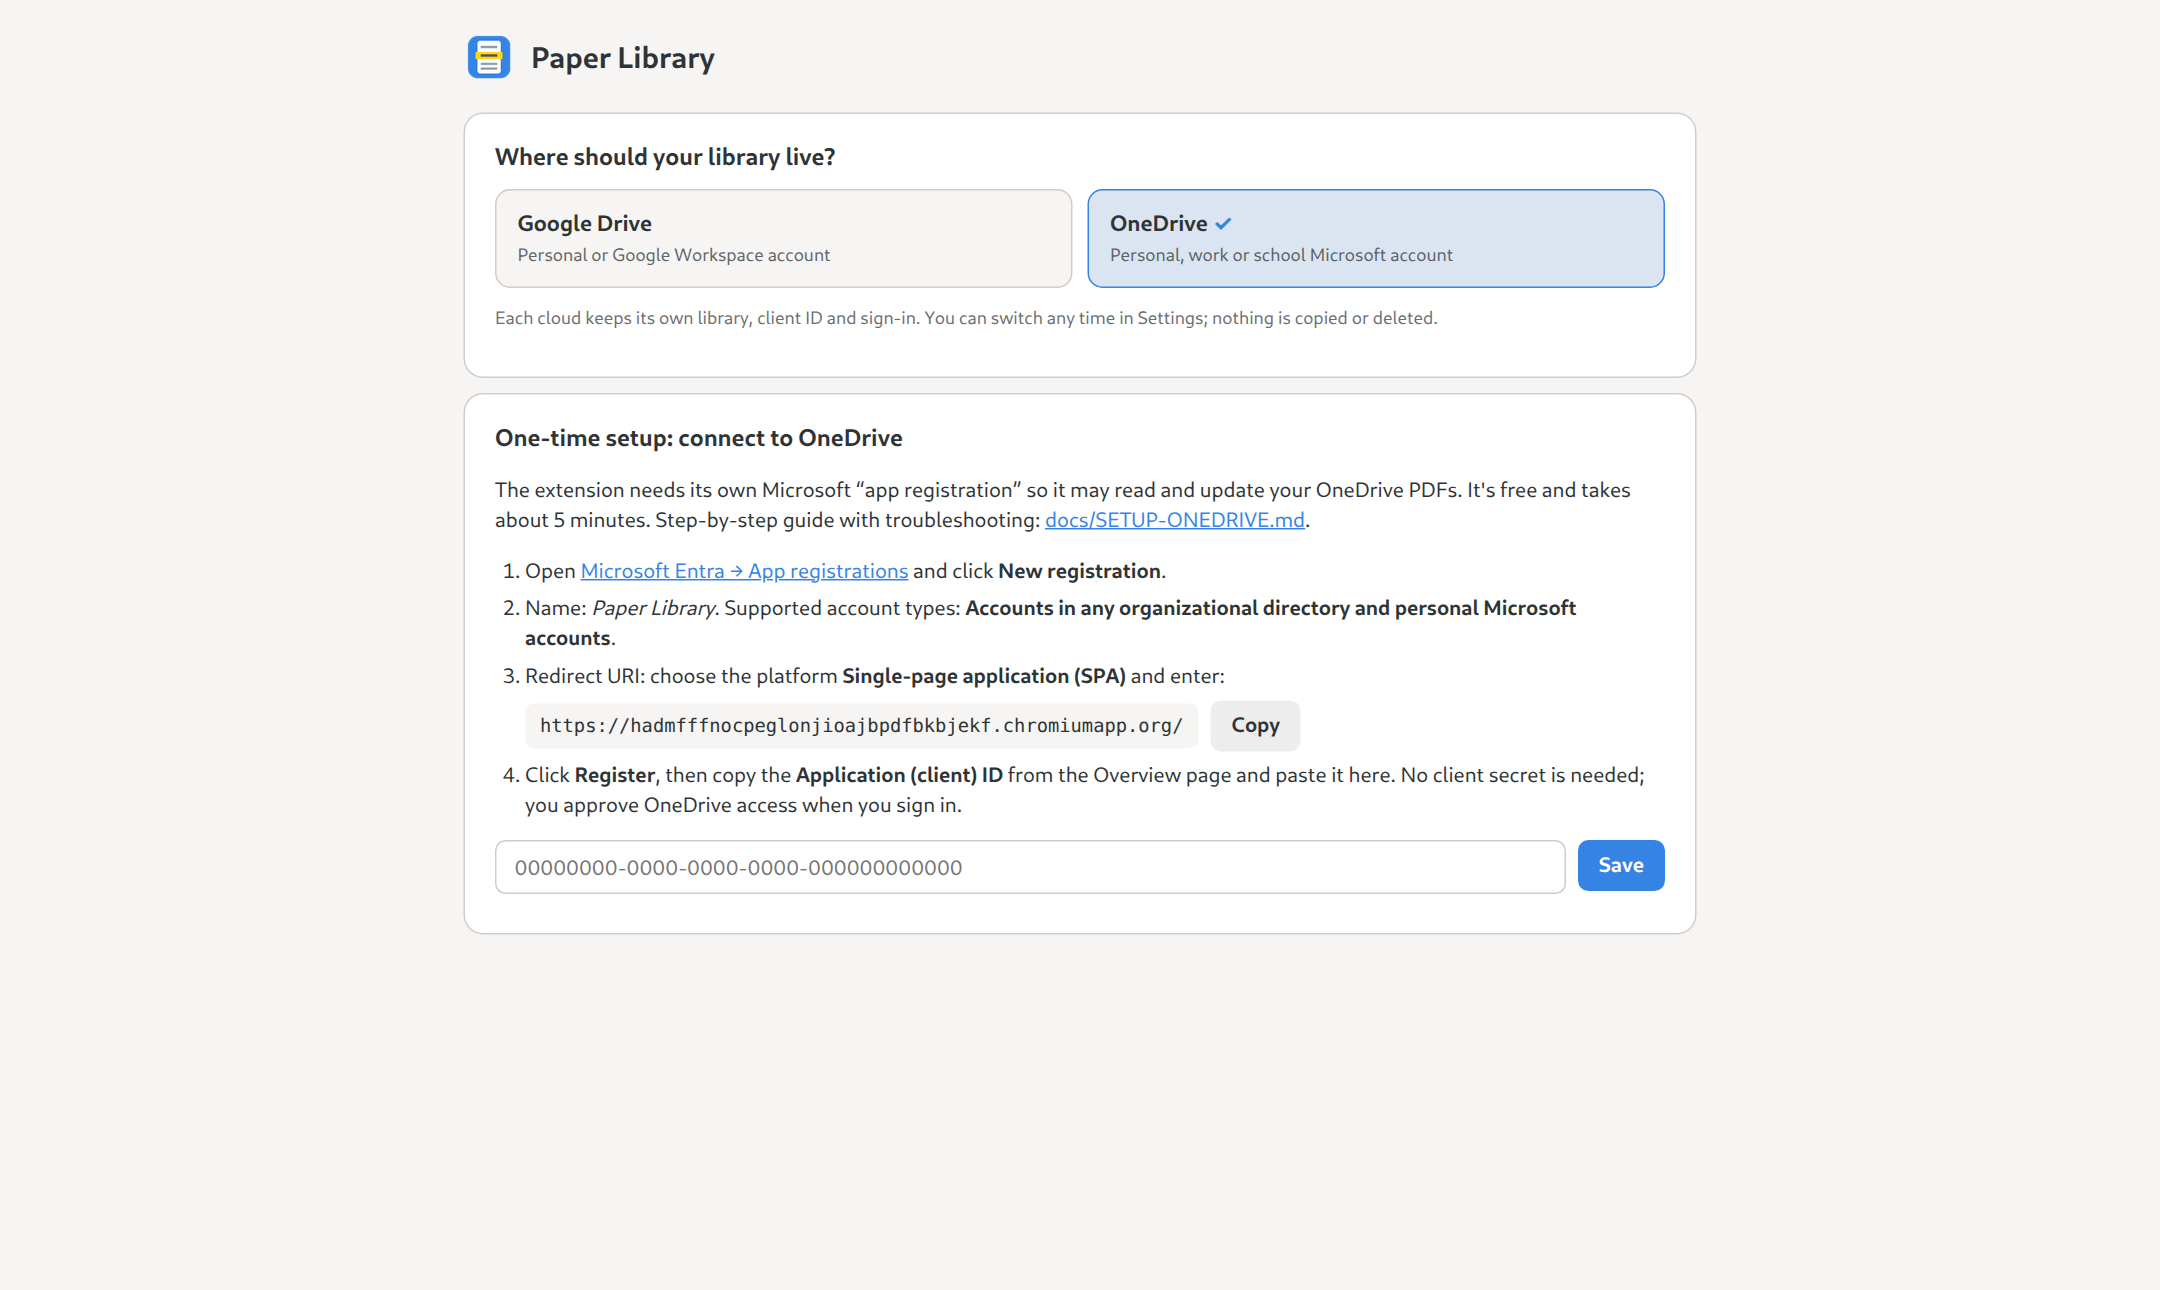 Paper Library
Where should your library live?
Google Drive
Personal or Google Workspace account
OneDrive ✓
Personal, work or school Microsoft account
Each cloud keeps its own library, client ID and sign-in. You can switch any time in Settings; nothing is copied or deleted.
One-time setup: connect to OneDrive
The extension needs its own Microsoft “app registration” so it may read and update your OneDrive PDFs. It's free and takes
about 5 minutes. Step-by-step guide with troubleshooting: docs/SETUP-ONEDRIVE.md.
1. Open Microsoft Entra → App registrations and click New registration.
2. Name: Paper Library. Supported account types: Accounts in any organizational directory and personal Microsoft
accounts.
3. Redirect URI: choose the platform Single-page application (SPA) and enter:
https://hadmfffnocpeglonjioajbpdfbkbjekf.chromiumapp.org/
Copy
4. Click Register, then copy the Application (client) ID from the Overview page and paste it here. No client secret is needed;
you approve OneDrive access when you sign in.
00000000-0000-0000-0000-000000000000
Save